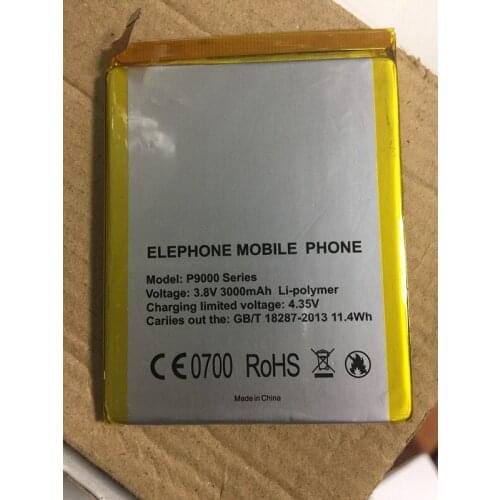 ELEPHONE MOBILE PHONE
Model: P9000 Series
Voltage: 3.8V 3000mAh Li-polymer
Charging limited voltage: 4.35V
Cariies out the: GB/T 18287-2013 11.4Wh
CE0700 RoHS
Made in China